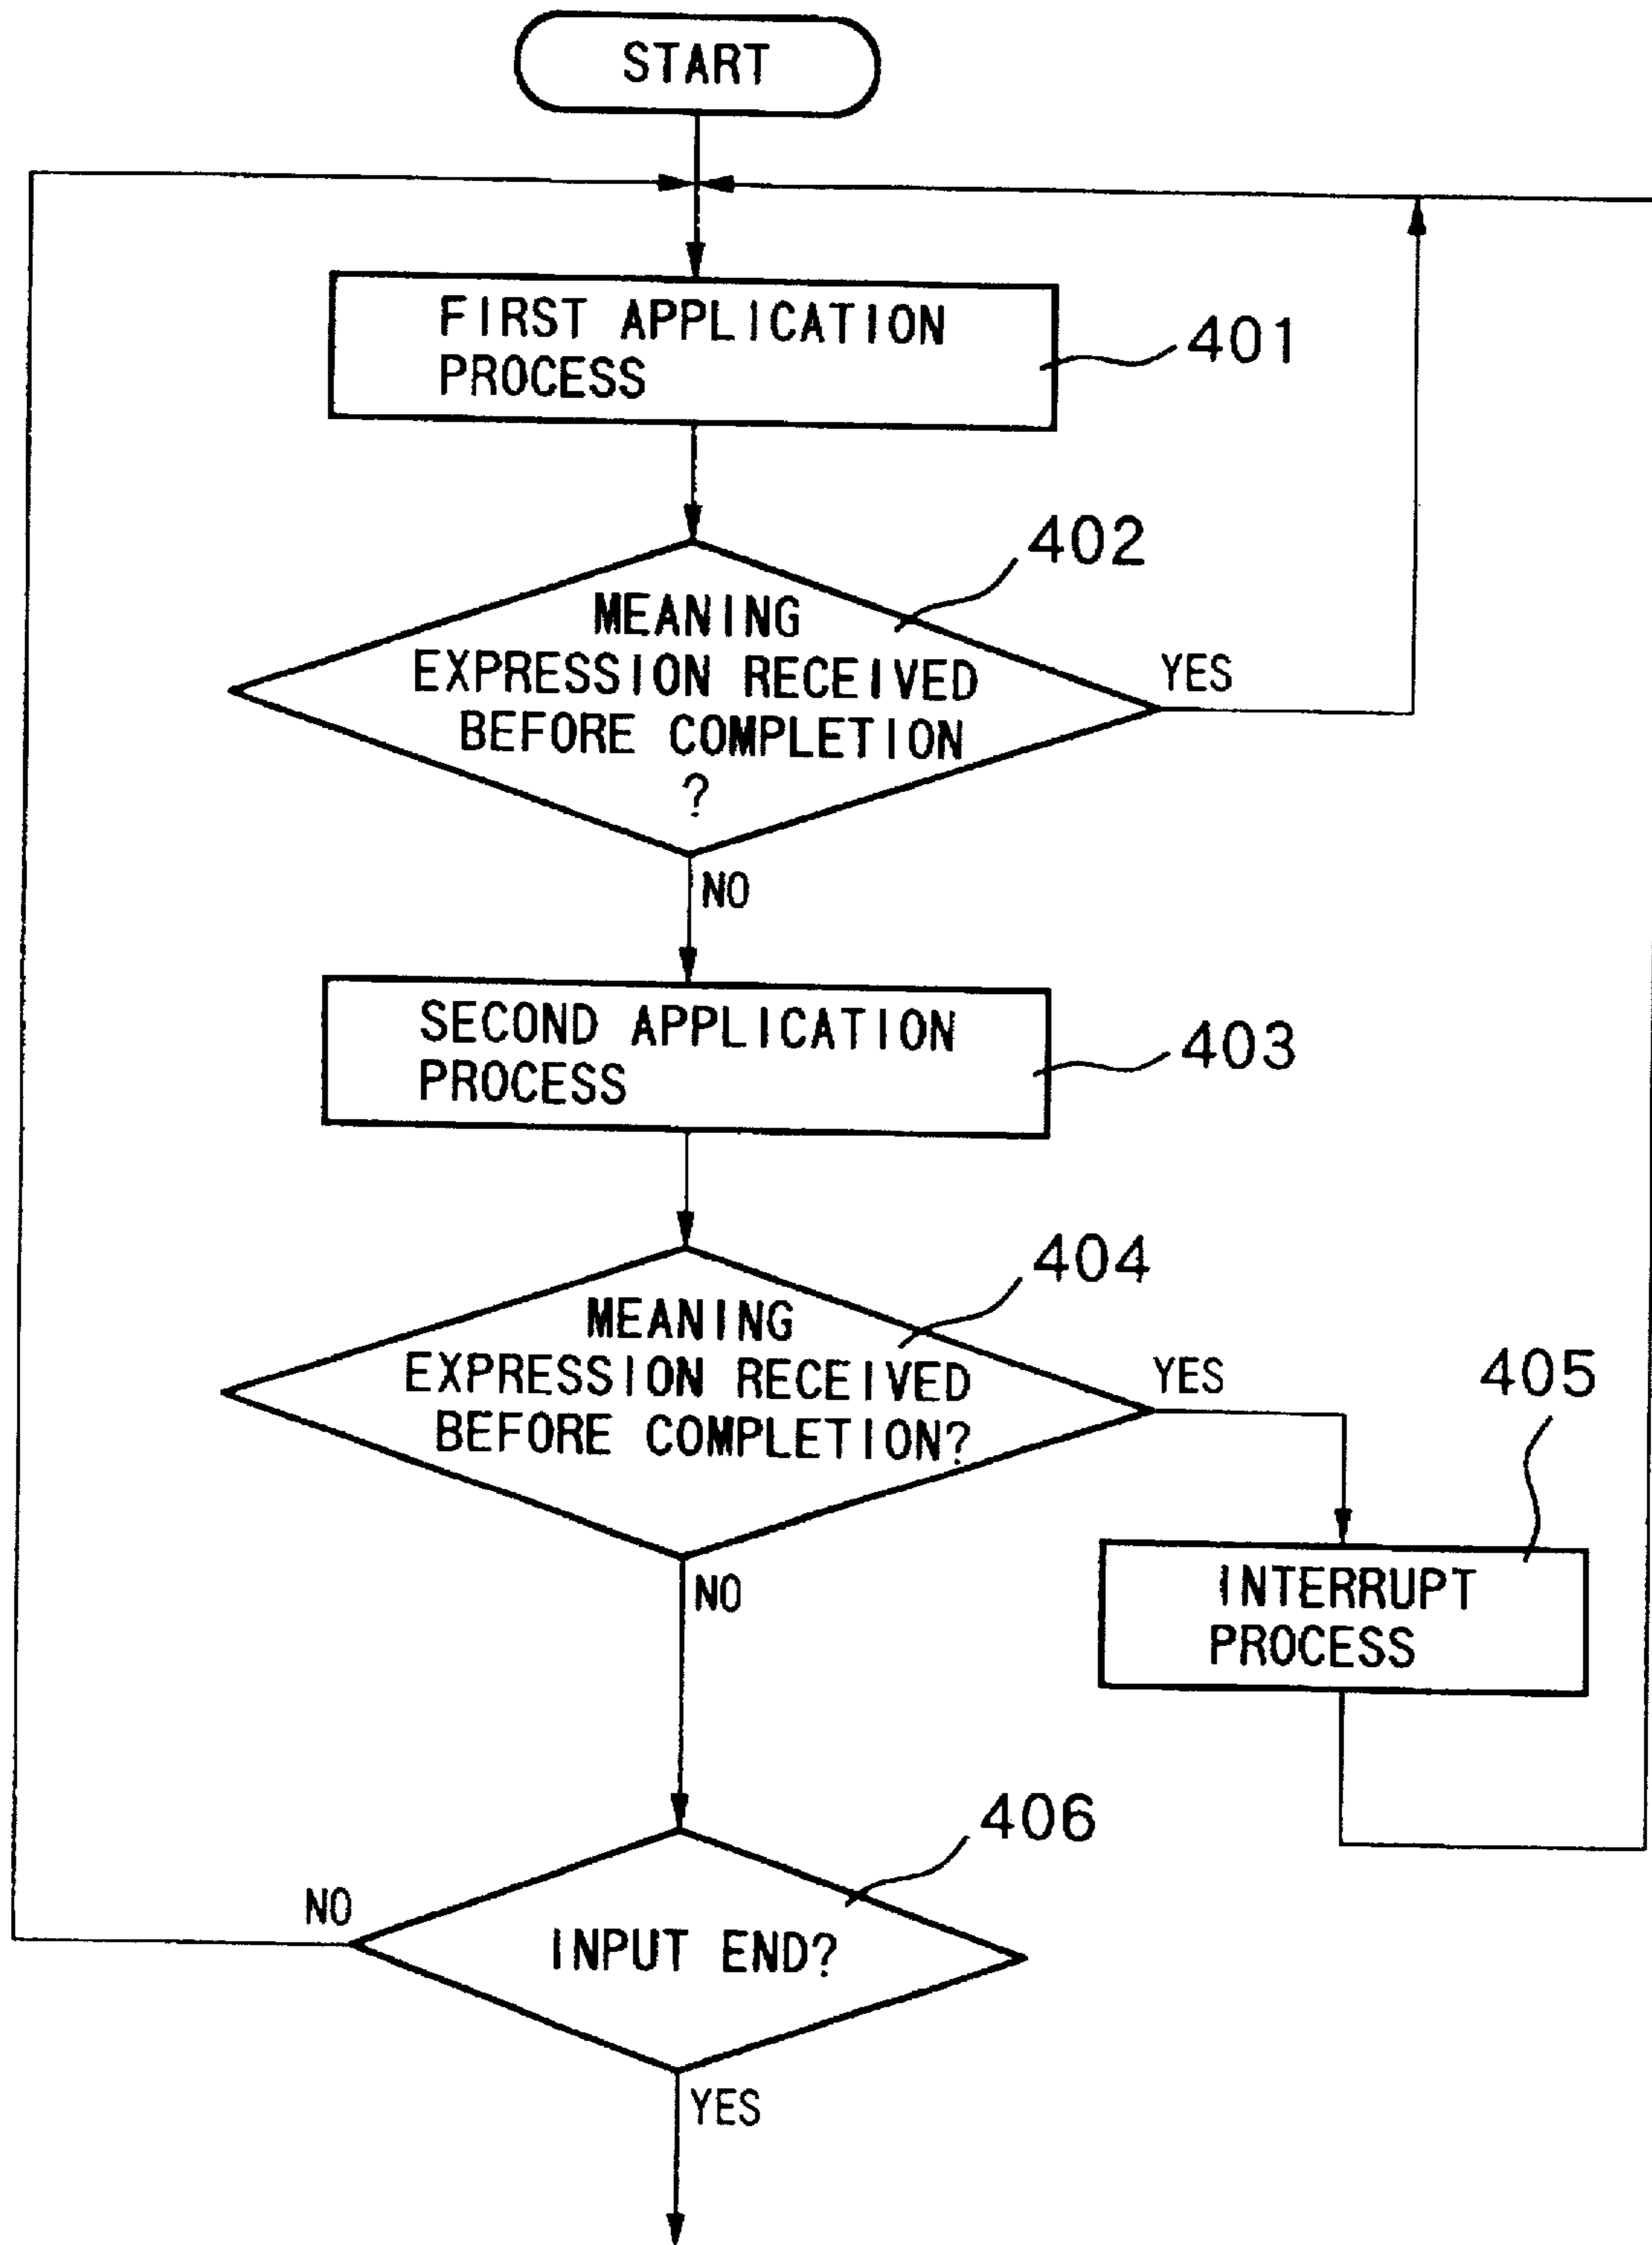 START
FIRST APPLICATION
PROCESS
401
402
MEANING
EXPRESSION RECEIVED
BEFORE COMPLETION
?
YES
NO
SECOND APPLICATION
PROCESS
403
404
MEANING
EXPRESSION RECEIVED
BEFORE COMPLETION?
YES
405
NO
INTERRUPT
PROCESS
406
NO
INPUT END?
YES